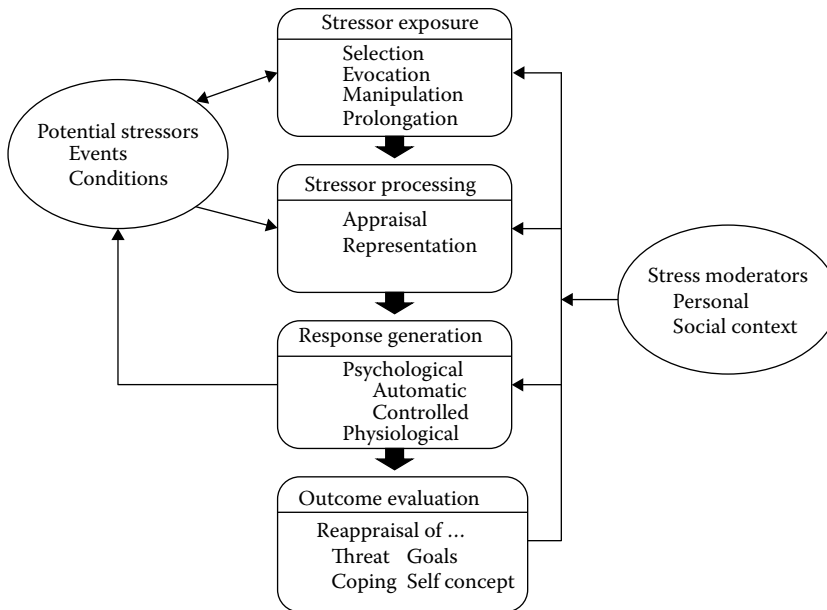 Stressor exposure
Selection
Evocation
Manipulation
Prolongation
Potential stressors
Events
Conditions
Stressor processing
Appraisal
Representation
Stress moderators
Personal
Social context
Response generation
Psychological
Automatic
Controlled
Physiological
Outcome evaluation
Reappraisal of ...
Threat Goals
Coping Self concept